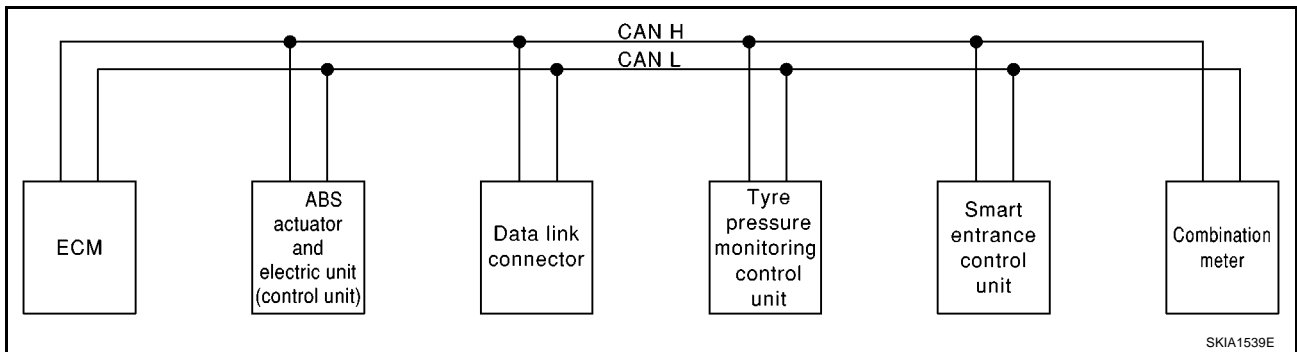 CAN H
CAN L
ECM
ABS
actuator
and
electric unit
(control unit)
Data link
connector
Tyre
pressure
monitoring
control
unit
Smart
entrance
control
unit
Combination
meter
SKIA1539E